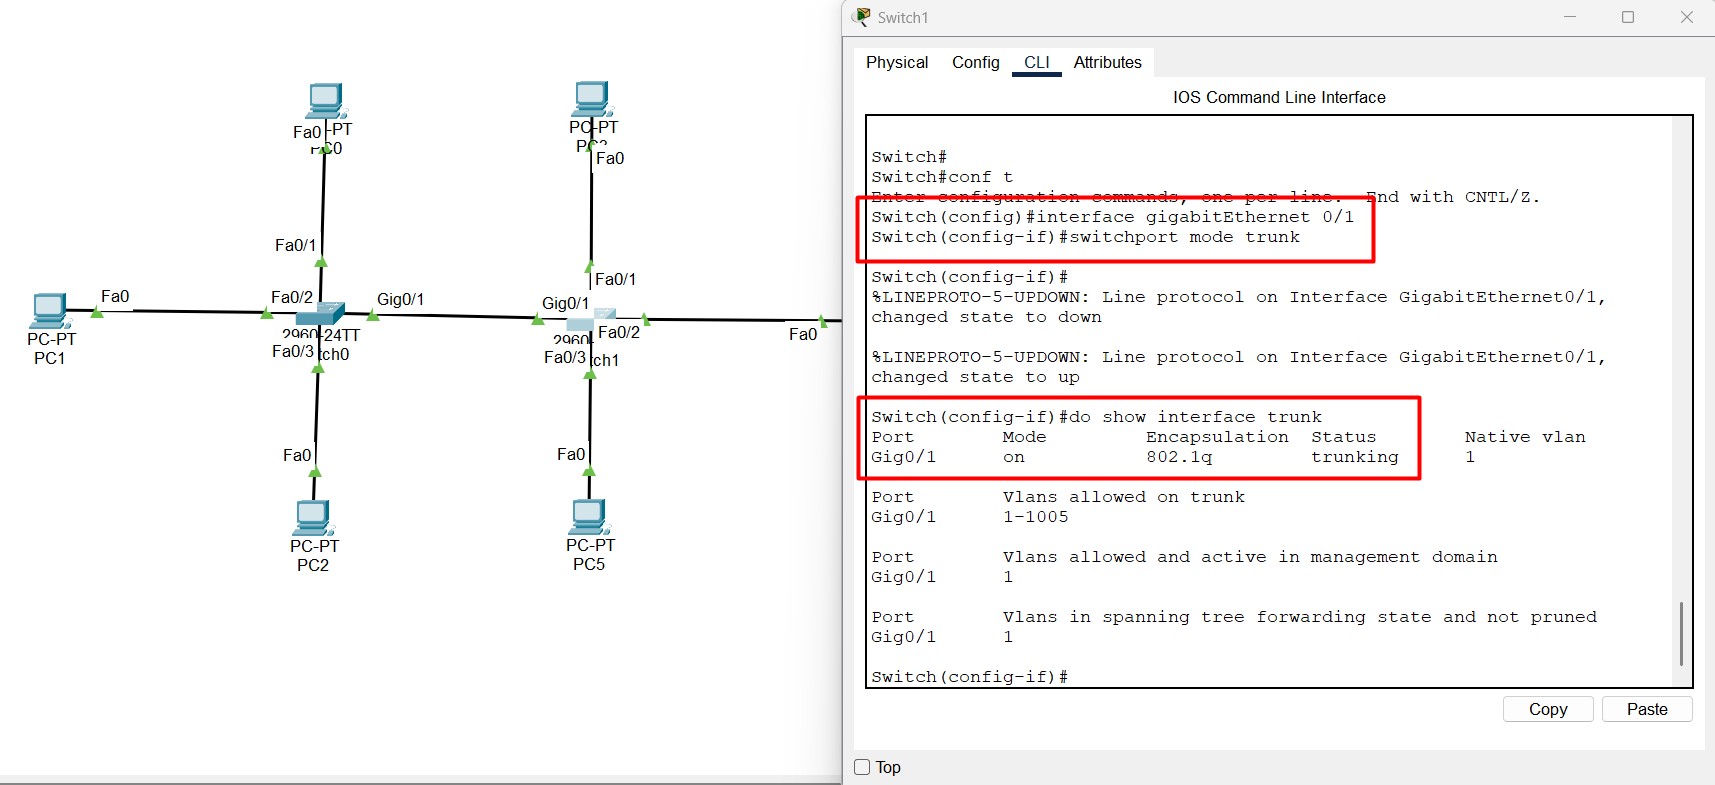 Switch1
Physical Config CLI Attributes
IOS Command Line Interface
Switch#
Switch#conf t
Enter configuration commands, one per line. End with CNTL/Z.
Switch(config)#interface gigabitEthernet 0/1
Switch(config-if)#switchport mode trunk
Switch(config-if)#
%LINEPROTO-5-UPDOWN: Line protocol on Interface GigabitEthernet0/1,
changed state to down
%LINEPROTO-5-UPDOWN: Line protocol on Interface GigabitEthernet0/1,
changed state to up
Switch(config-if)#do show interface trunk
Port Mode Encapsulation Status Native vlan
Gig0/1 on 802.1q trunking 1
Port Vlans allowed on trunk
Gig0/1 1-1005
Port Vlans allowed and active in management domain
Gig0/1 1
Port Vlans in spanning tree forwarding state and not pruned
Gig0/1 1
Switch(config-if)#
Copy Paste
Top
Fa0 -PT
PC-PT
Fa0
Fa0/1
Fa0/1
Fa0
Fa0/2
Gig0/1
Gig0/1
PC-PT
PC1
2960-24TT
Fa0/3 tch0
Fa0/2
Fa0/3 tch1
Fa0
Fa0
Fa0
PC-PT
PC2
PC-PT
PC5